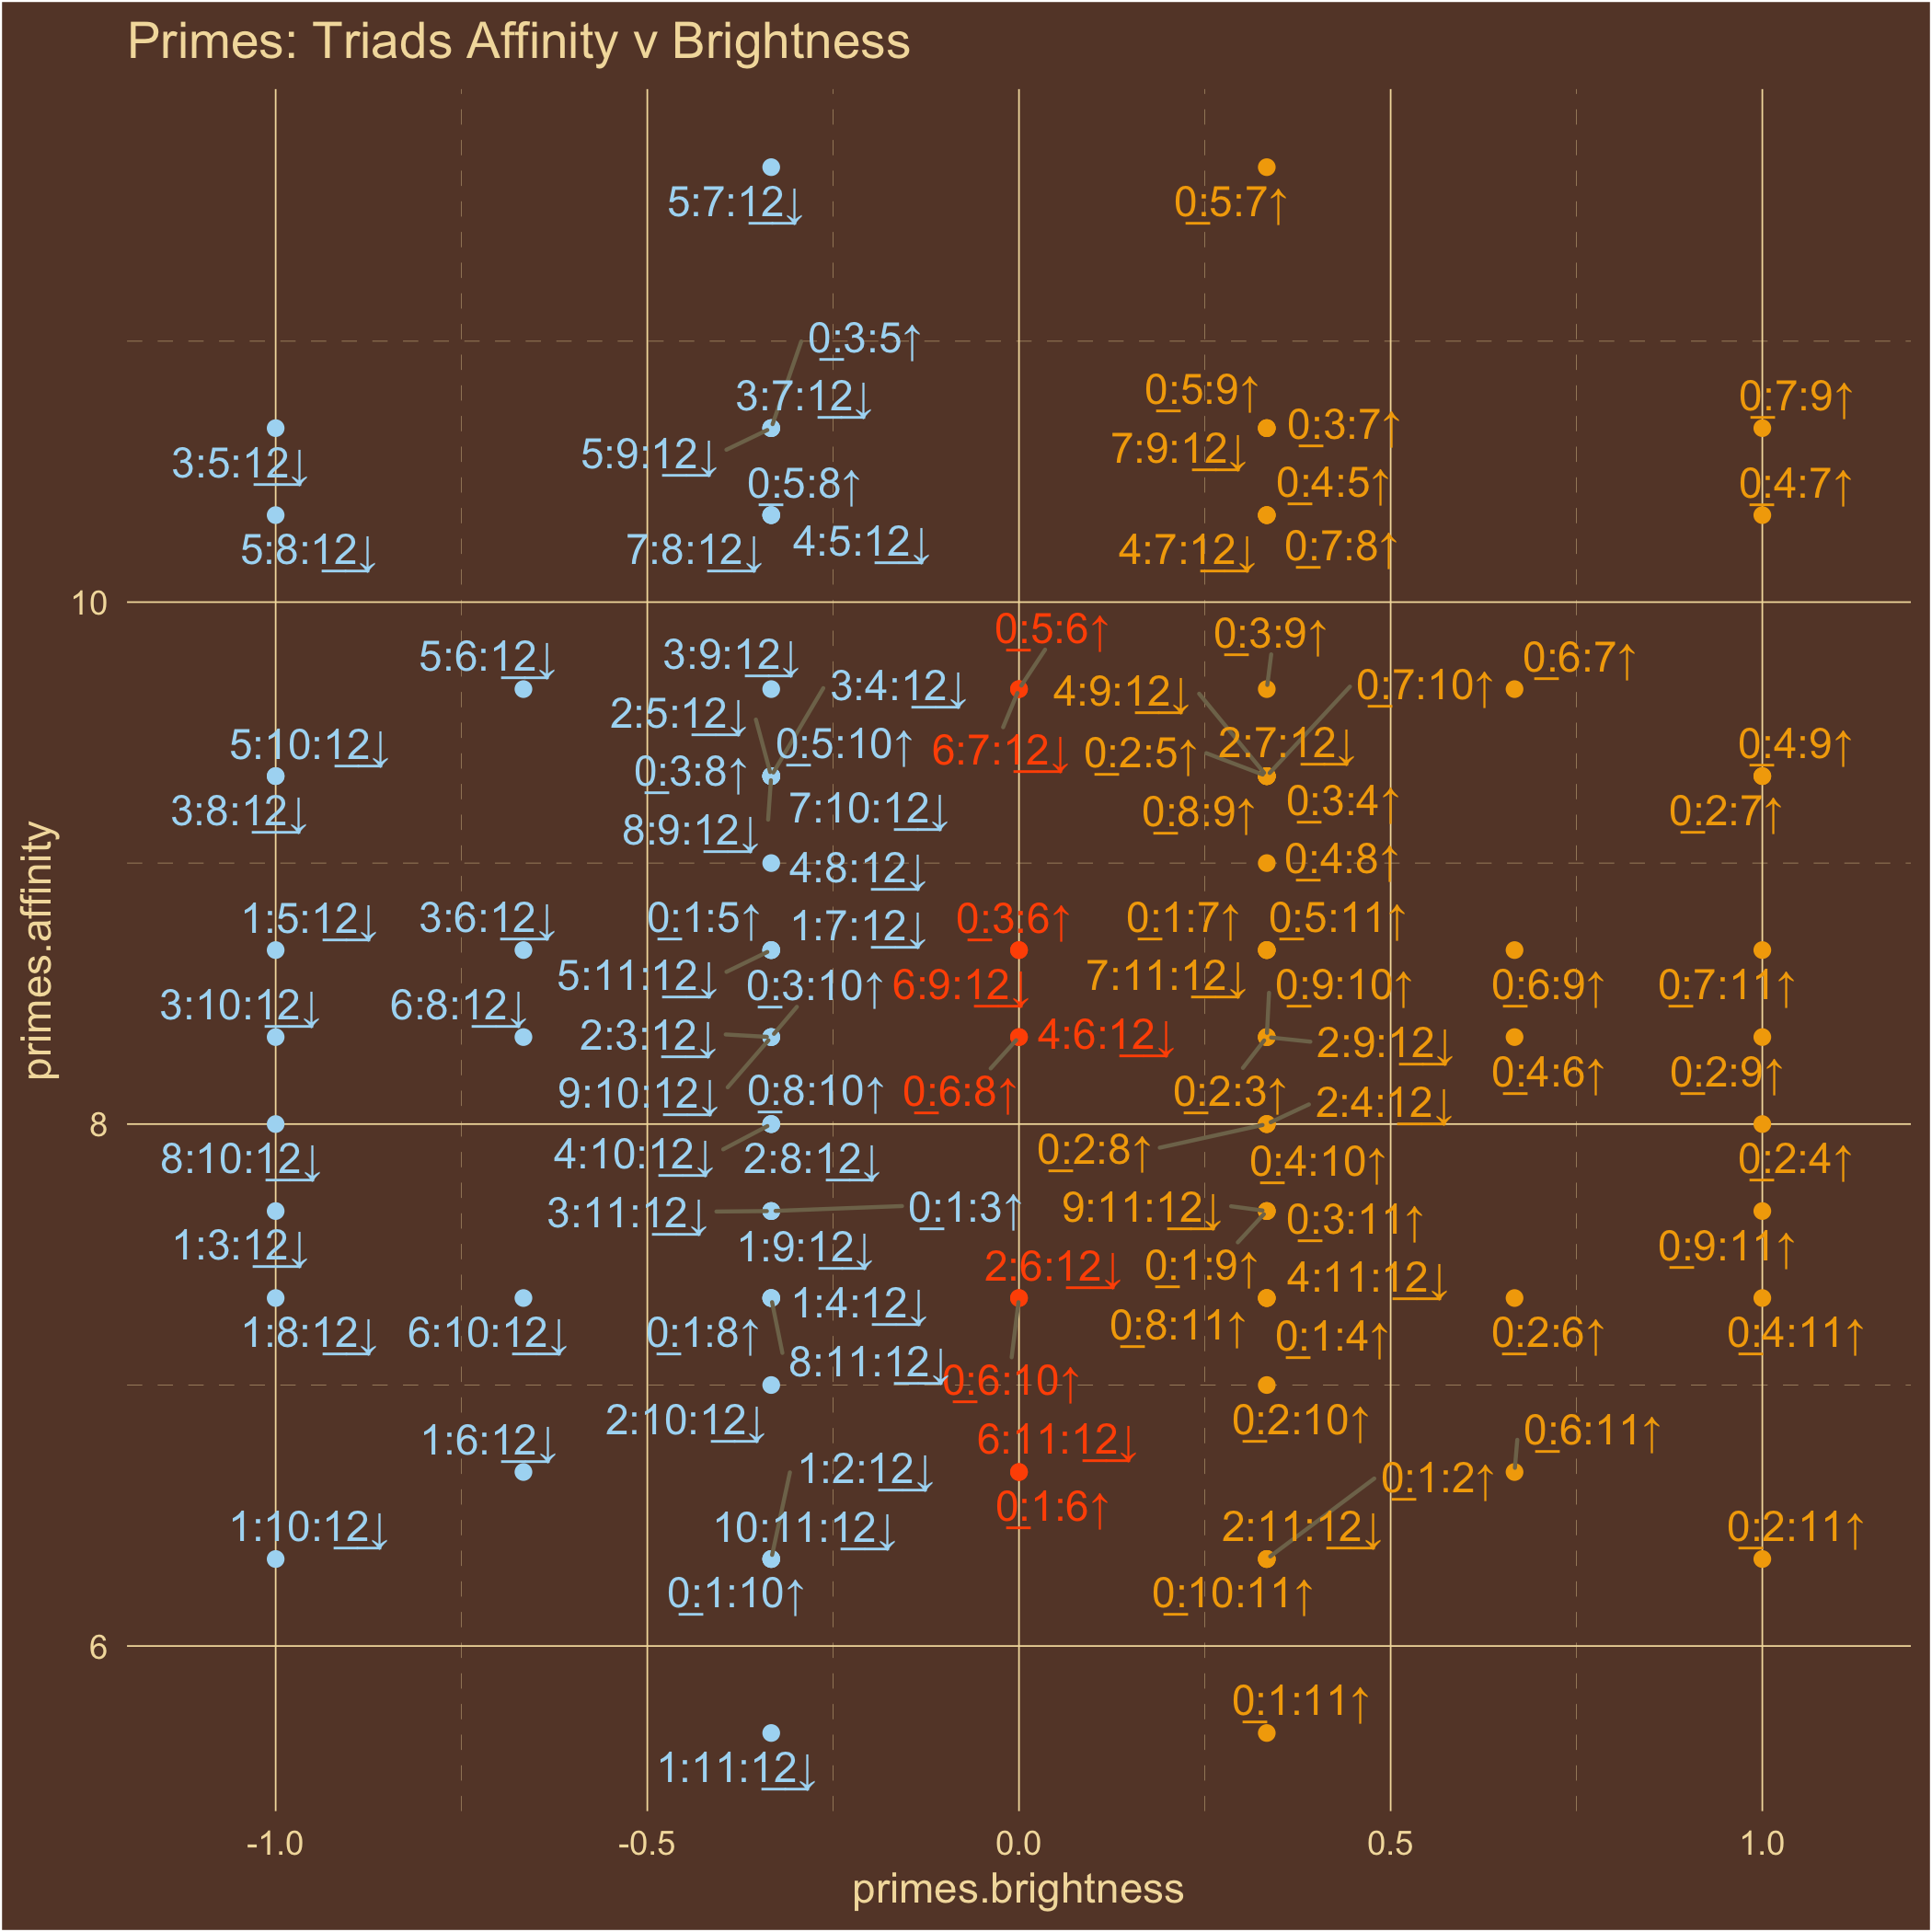 Primes: Triads Affinity v Brightness
5:7:12↓ 0:5:7↑
0:3:5↑
3:7:12↓ 0:5:9↑ 0:7:9↑
5:9:12↓ 7:9:12↓ 0:3:7↑
3:5:12↓ 0:5:8↑ 0:4:5↑ 0:4:7↑
5:8:12↓ 7:8:12↓ 4:5:12↓ 4:7:12↓ 0:7:8↑
10
0:5:6↑ 0:3:9↑
5:6:12↓ 3:9:12↓ 0:6:7↑
3:4:12↓ 4:9:12↓ 0:7:10↑
2:5:12↓
5:10:12↓ 0:5:10↑ 6:7:12↓ 0:2:5↑ 2:7:12↓ 0:4:9↑
0:3:8↑
3:8:12↓ 7:10:12↓ 0:8:9↑ 0:3:4↑ 0:2:7↑
8:9:12↓
4:8:12↓ 0:4:8↑
1:5:12↓ 3:6:12↓ 0:1:5↑ 1:7:12↓ 0:3:6↑ 0:1:7↑ 0:5:11↑
5:11:12↓ 0:3:10↑ 6:9:12↓ 7:11:12↓ 0:9:10↑ 0:6:9↑ 0:7:11↑
3:10:12↓ 6:8:12↓
2:3:12↓ 4:6:12↓ 2:9:12↓
9:10:12↓ 0:8:10↑ 0:6:8↑ 0:2:3↑ 2:4:12↓ 0:4:6↑ 0:2:9↑
8
8:10:12↓ 4:10:12↓ 2:8:12↓ 0:2:8↑ 0:4:10↑ 0:2:4↑
3:11:12↓ 0:1:3↑ 9:11:12↓ 0:3:11↑
1:3:12↓ 1:9:12↓ 2:6:12↓ 0:1:9↑ 4:11:12↓ 0:9:11↑
1:4:12↓
1:8:12↓ 6:10:12↓ 0:1:8↑ 0:8:11↑ 0:1:4↑ 0:2:6↑ 0:4:11↑
8:11:12↓ 0:6:10↑
2:10:12↓ 0:2:10↑
1:6:12↓ 6:11:12↓ 0:6:11↑
1:2:12↓ 0:1:2↑
1:10:12↓ 10:11:12↓ 0:1:6↑ 2:11:12↓ 0:2:11↑
0:1:10↑ 0:10:11↑
6
0:1:11↑
1:11:12↓
-1.0 -0.5 0.0 0.5 1.0
primes.brightness
primes.affinity